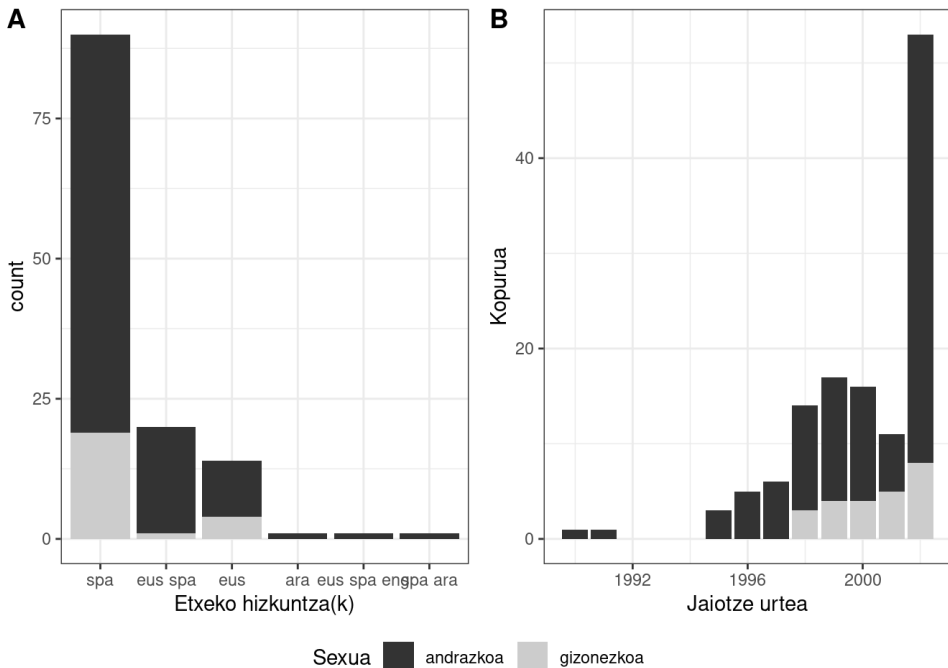 A
B
count
75
50
25
0
spa
eus spa
eus
ara
eus spa eng
spa ara
Etxeko hizkuntza(k)
Kopurua
40
20
0
1992
1996
2000
Jaiotze urtea
Sexua andrazkoa gizonezkoa